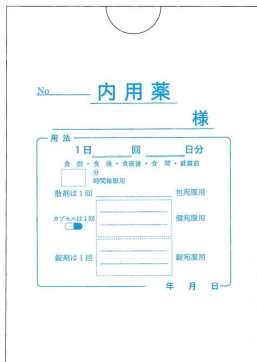 No 内用薬
様
用法
1日 回 日分
食前・食後・食前後・食間・就寝前
分
時間毎服用
散剤は1回 包宛服用
カプセルは1回 個宛服用
錠剤は1回 錠宛服用
年 月 日